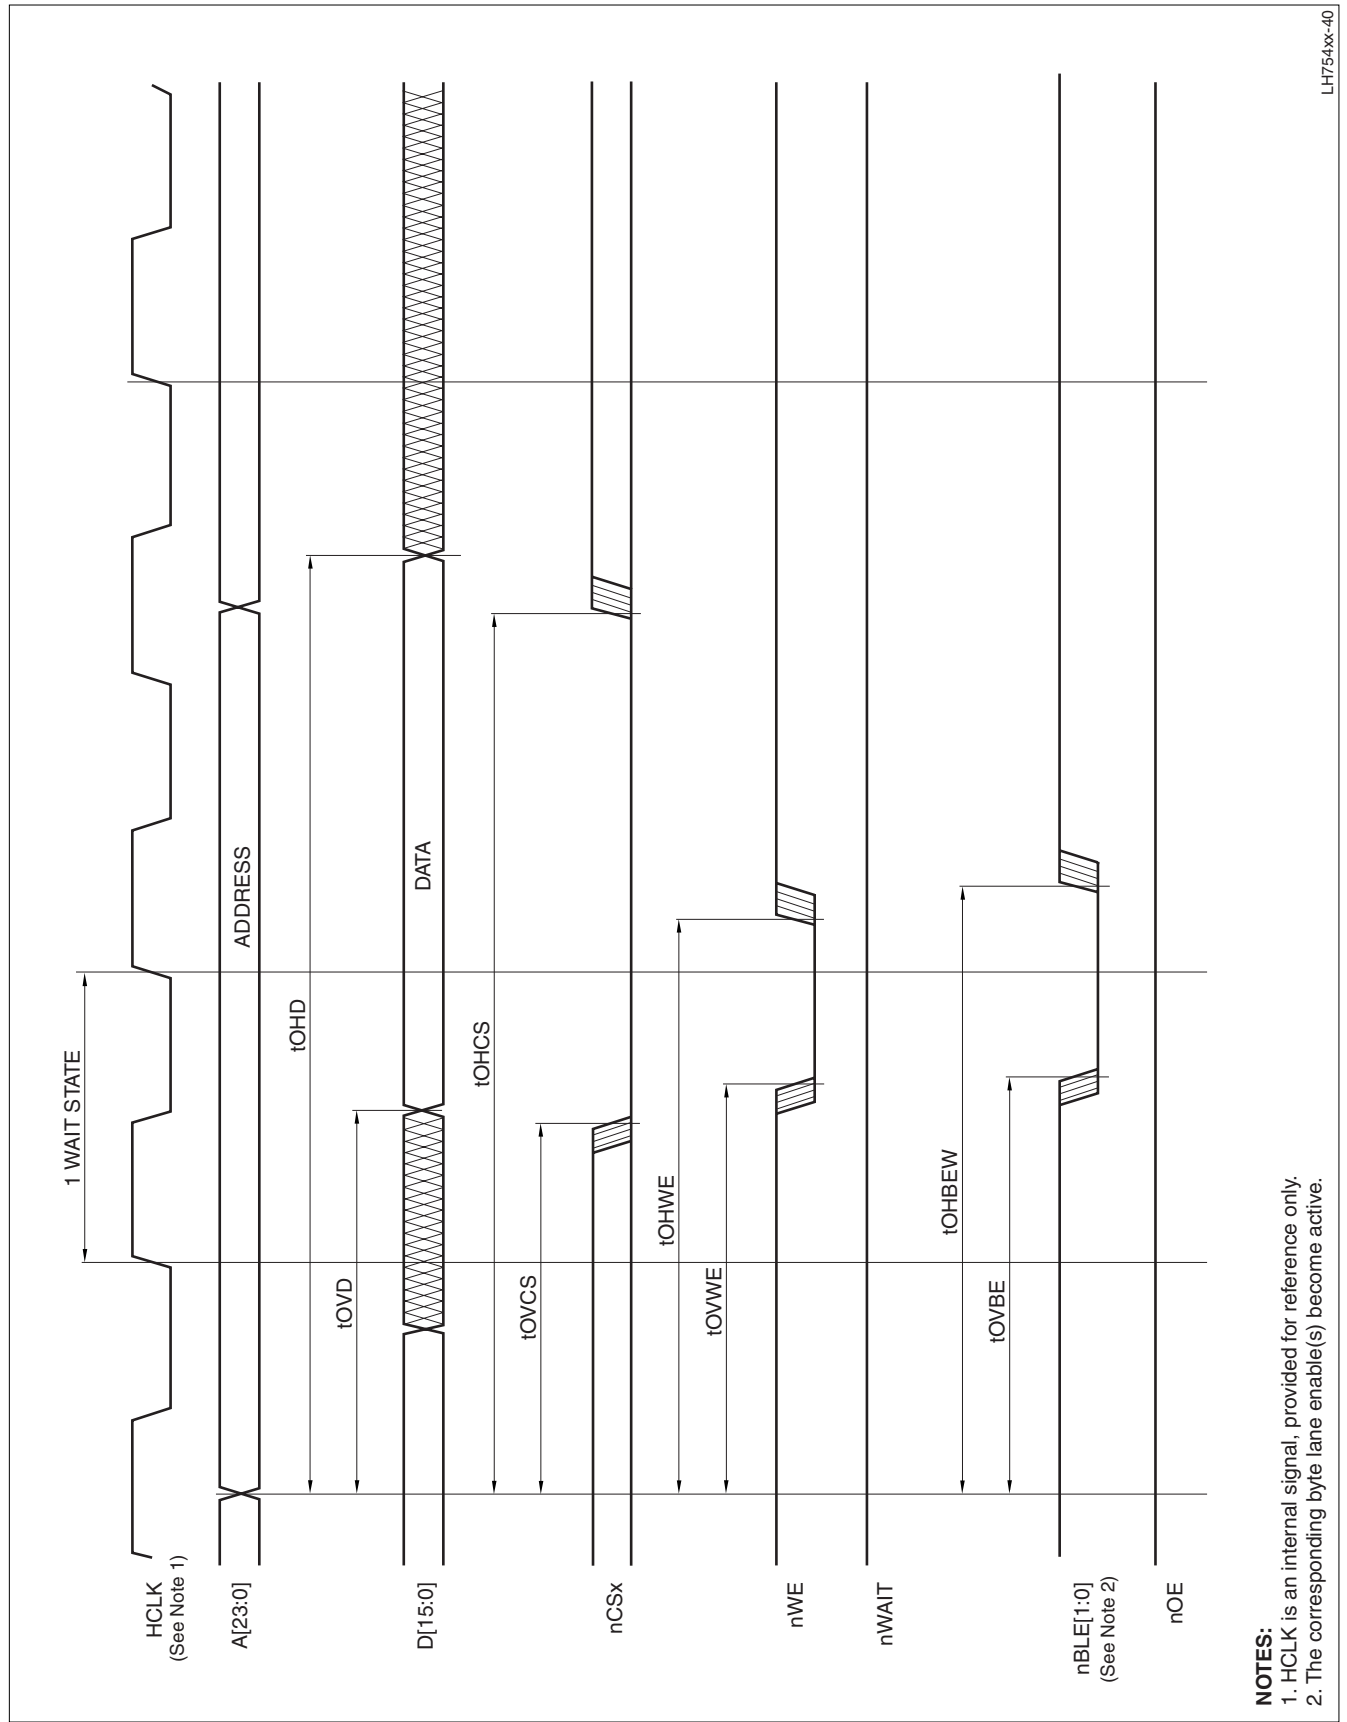 1 WAIT STATE
HCLK
(See Note 1)
A[23:0]
ADDRESS
tOHD
tOVD
D[15:0]
DATA
tOHCS
tOVCS
nCSx
tOHWE
tOVWE
nWE
nWAIT
tOHBEW
tOVBE
nBLE[1:0]
(See Note 2)
nOE
NOTES:
1. HCLK is an internal signal, provided for reference only.
2. The corresponding byte lane enable(s) become active.
LH754xx-40